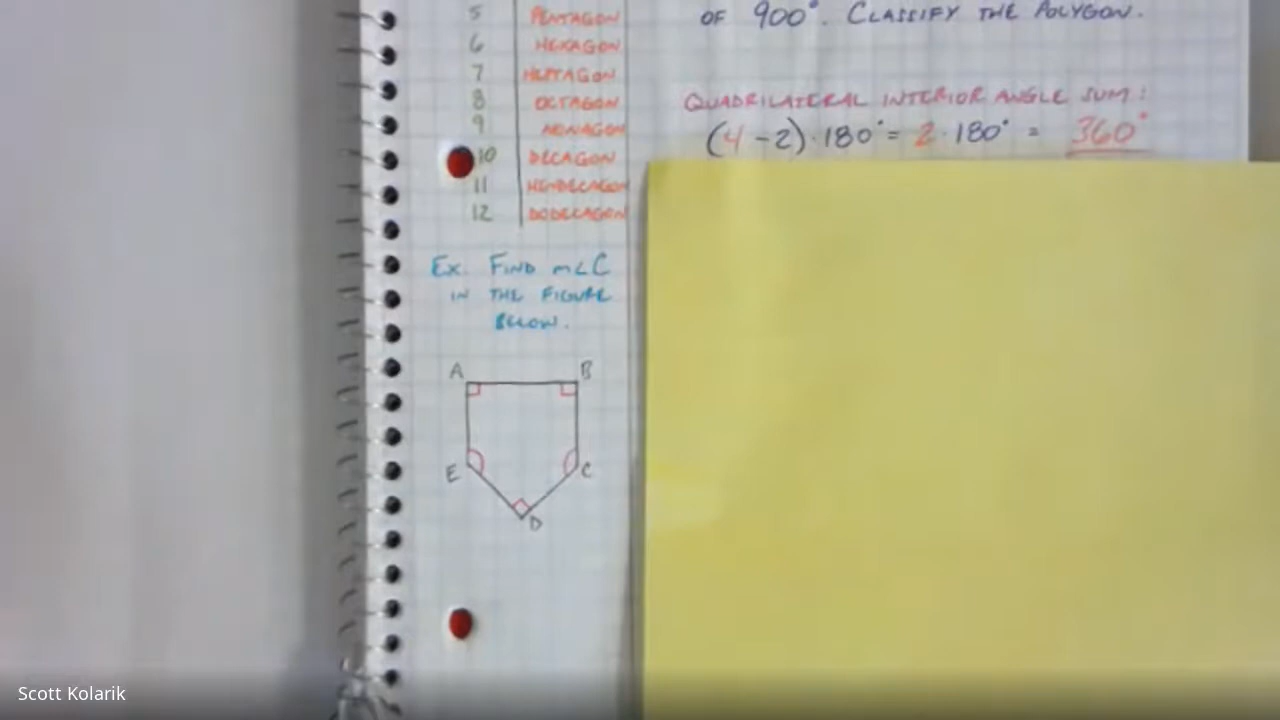 5 PENTAGON
6 HEXAGON
7 HEPTAGON
8 OCTAGON
9 NONAGON
10 DECAGON
11 HENDECAGON
12 DODECAGON
EX. FIND m∠C
IN THE FIGURE
BELOW.
A B
E C
D
OF 900°. CLASSIFY THE POLYGON.
QUADRILATERAL INTERIOR ANGLE SUM:
(4-2)·180° = 2·180° = 360°
Scott Kolarik